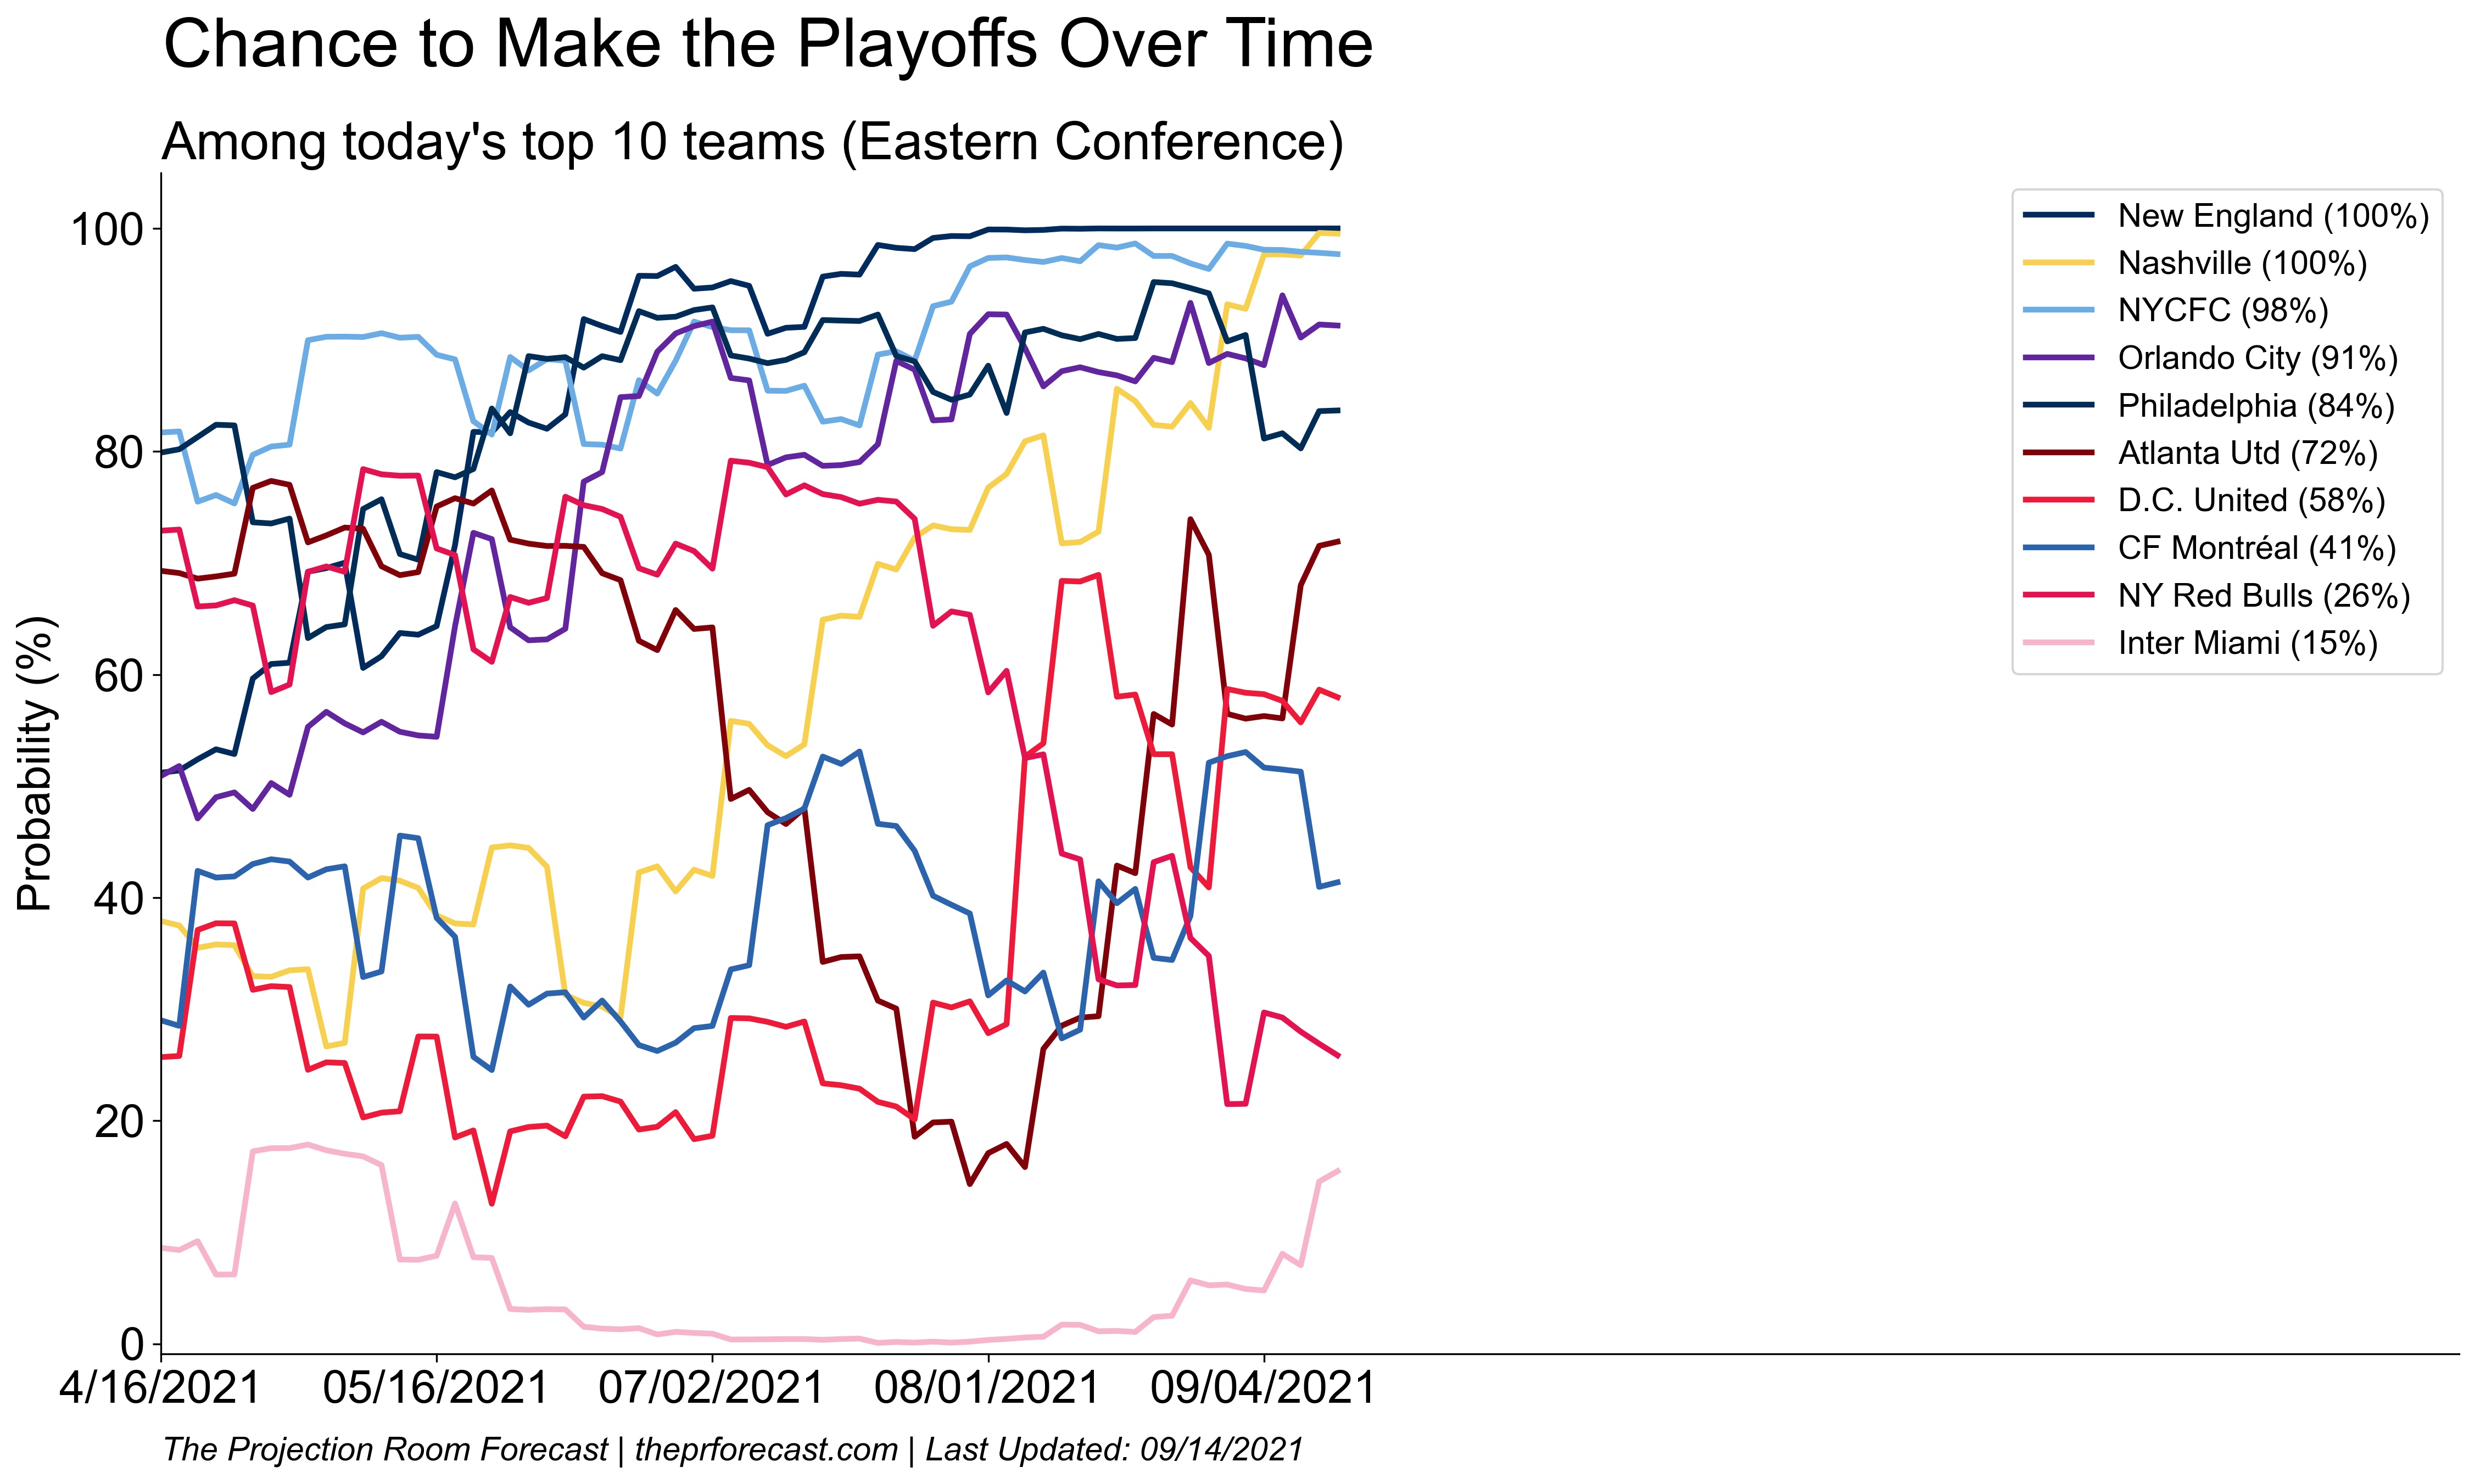 Chance to Make the Playoffs Over Time
Among today's top 10 teams (Eastern Conference)
Probability (%)
100
80
60
40
20
0
4/16/2021
05/16/2021
07/02/2021
08/01/2021
09/04/2021
New England (100%)
Nashville (100%)
NYCFC (98%)
Orlando City (91%)
Philadelphia (84%)
Atlanta Utd (72%)
D.C. United (58%)
CF Montréal (41%)
NY Red Bulls (26%)
Inter Miami (15%)
The Projection Room Forecast | theprforecast.com | Last Updated: 09/14/2021